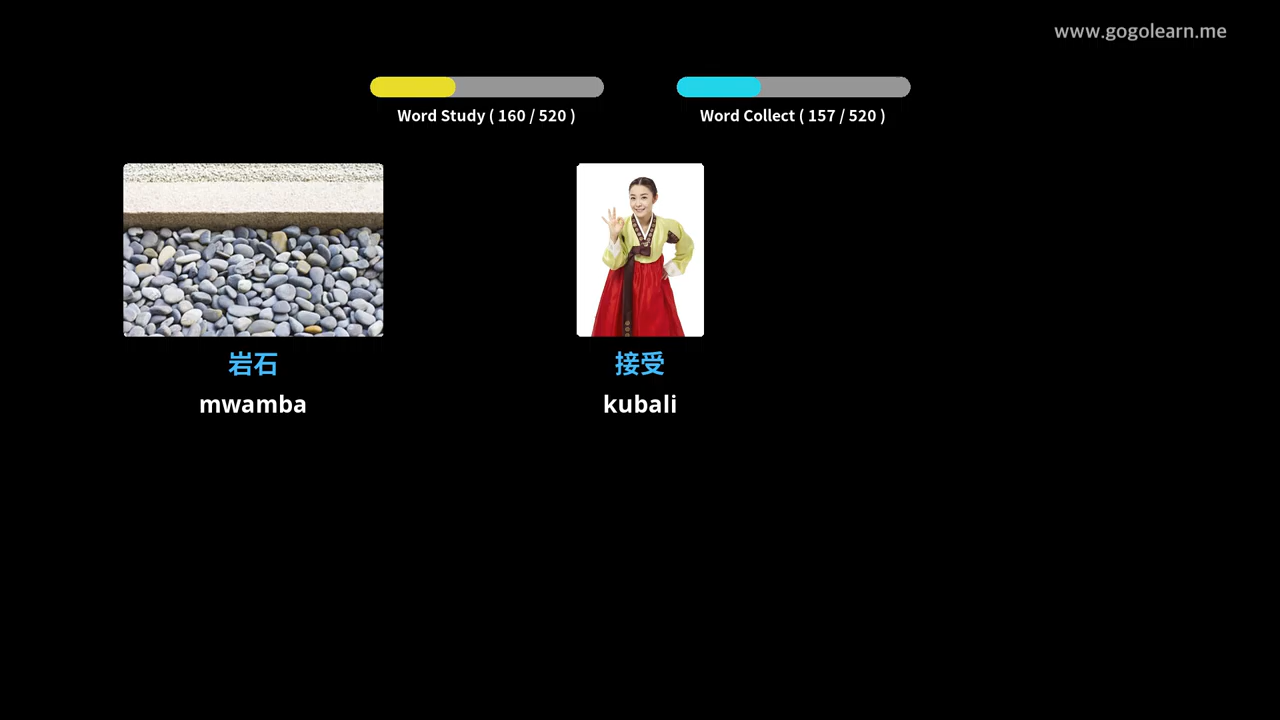 www.gogolearn.me
Word Study ( 160 / 520 )
Word Collect ( 157 / 520 )
岩石
mwamba
接受
kubali